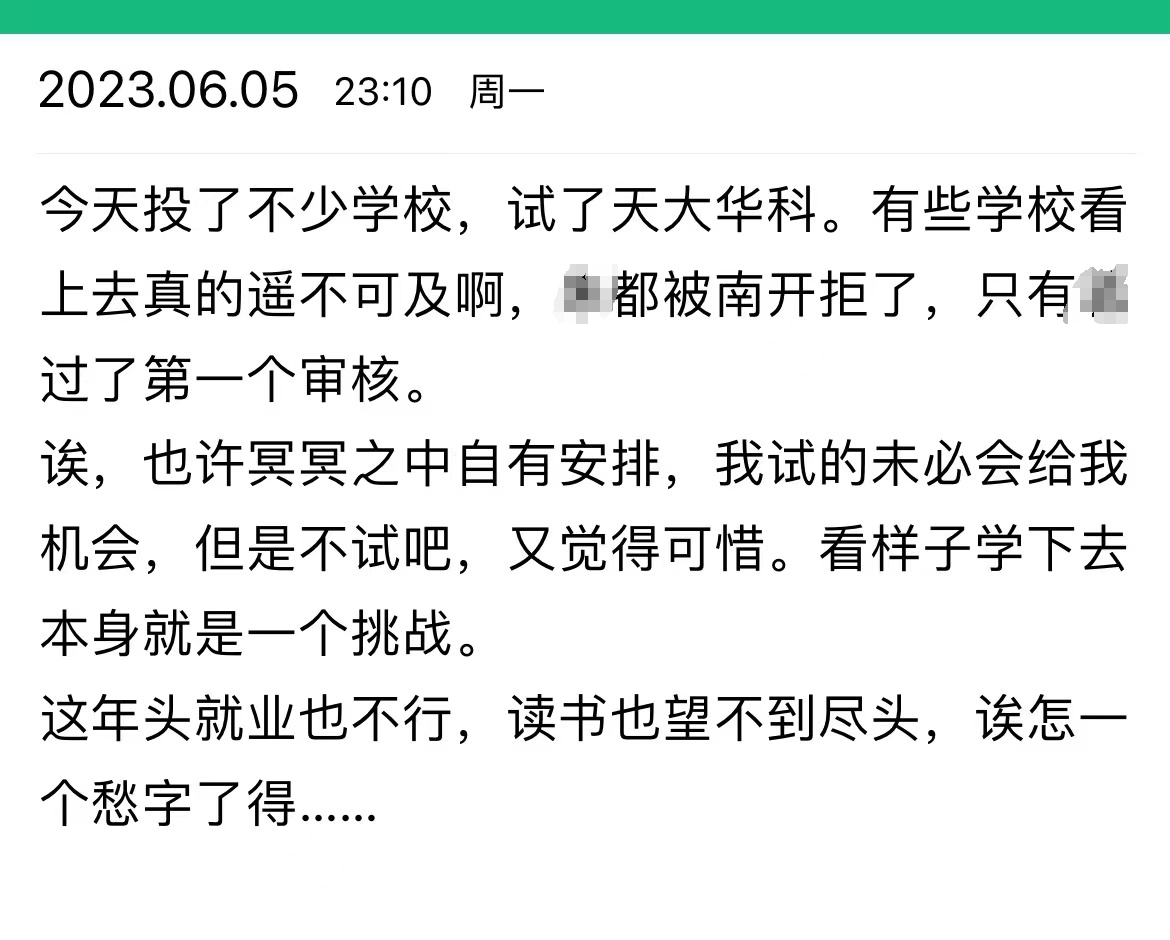 2023.06.05 23:10 周一
今天投了不少学校，试了天大华科。有些学校看
上去真的遥不可及啊，都被南开拒了，只有
过了第一个审核。
诶，也许冥冥之中自有安排，我试的未必会给我
机会，但是不试吧，又觉得可惜。看样子学下去
本身就是一个挑战。
这年头就业也不行，读书也望不到尽头，诶怎一
个愁字了得......